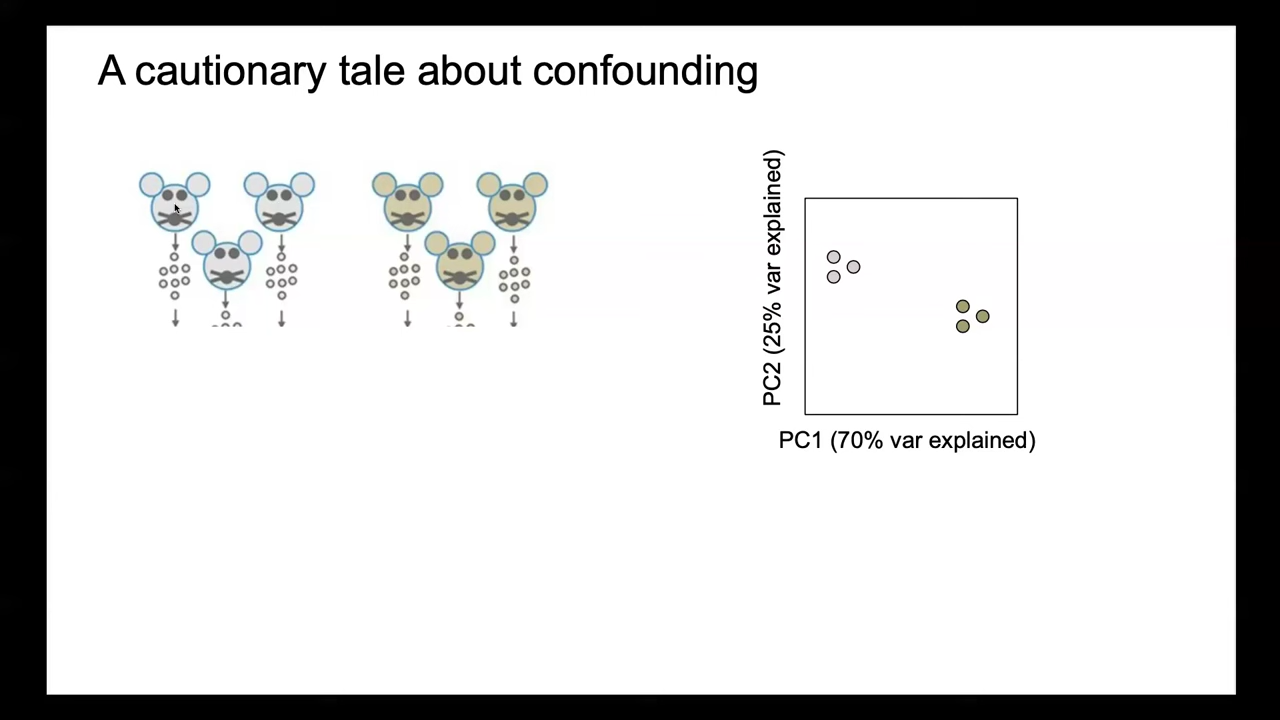 A cautionary tale about confounding
PC2 (25% var explained)
PC1 (70% var explained)